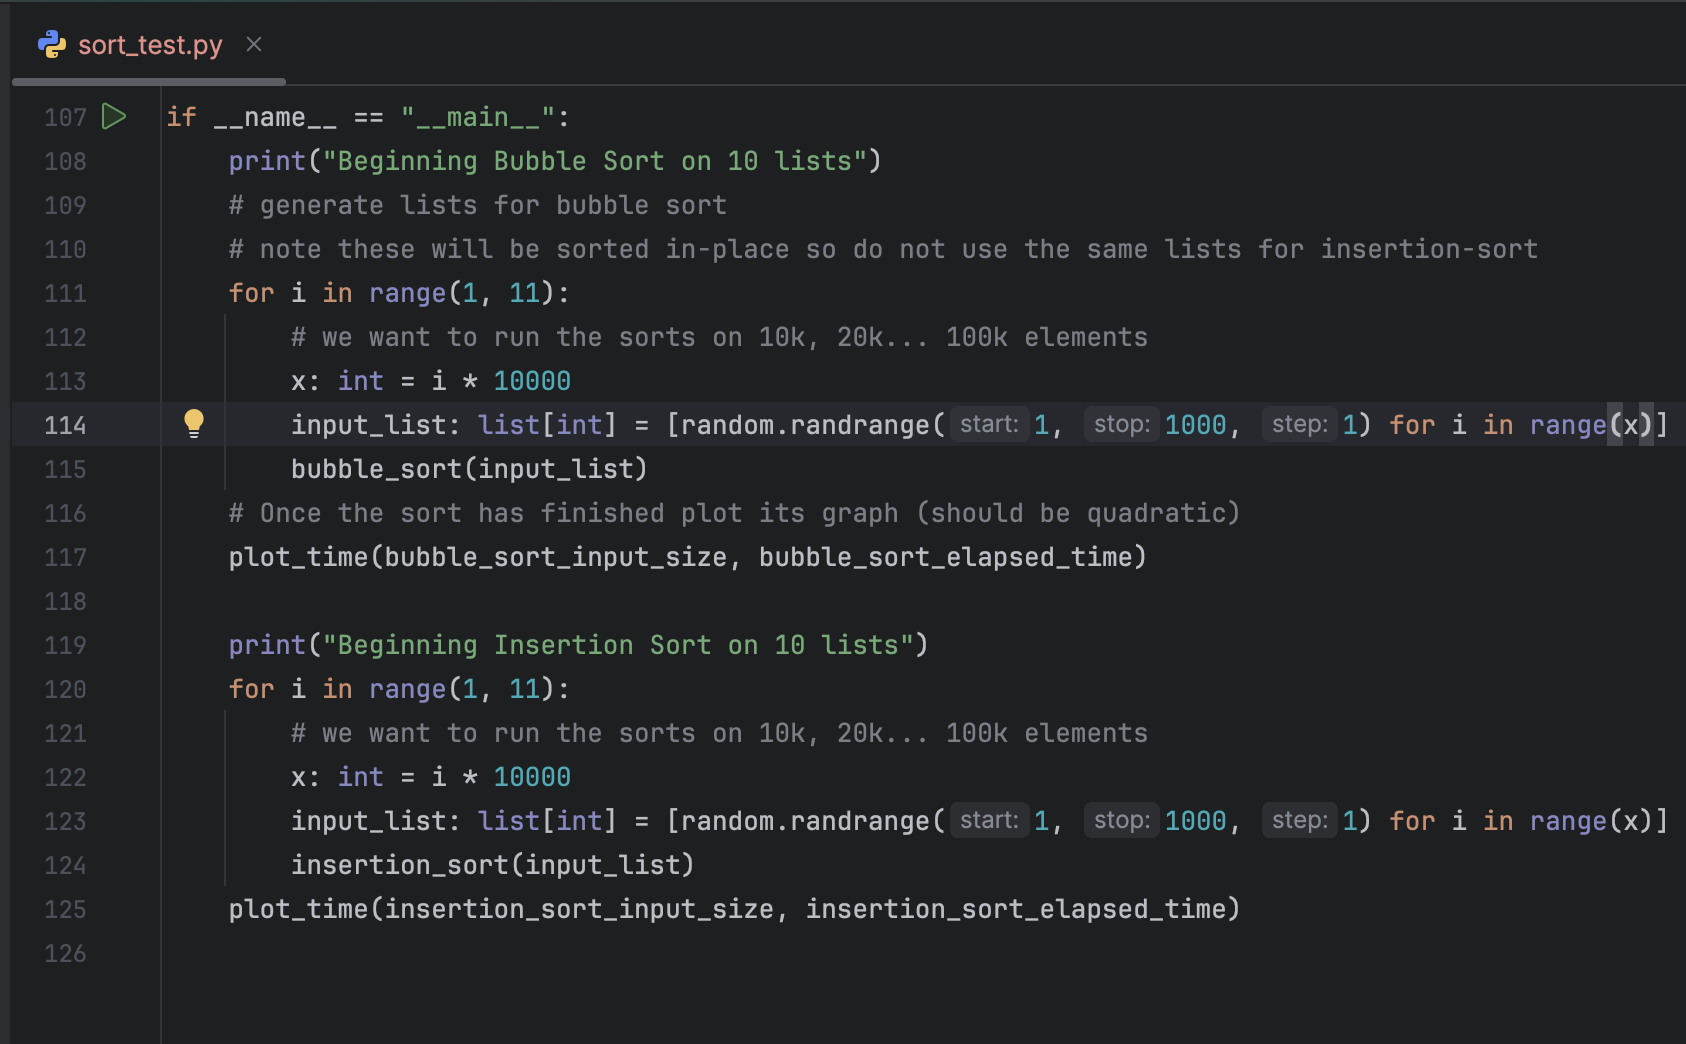 sort_test.py
107 if __name__ == "__main__":
108 print("Beginning Bubble Sort on 10 lists")
109 # generate lists for bubble sort
110 # note these will be sorted in-place so do not use the same lists for insertion-sort
111 for i in range(1, 11):
112 # we want to run the sorts on 10k, 20k... 100k elements
113 x: int = i * 10000
114 input_list: list[int] = [random.randrange( start: 1, stop: 1000, step: 1) for i in range(x)]
115 bubble_sort(input_list)
116 # Once the sort has finished plot its graph (should be quadratic)
117 plot_time(bubble_sort_input_size, bubble_sort_elapsed_time)
118
119 print("Beginning Insertion Sort on 10 lists")
120 for i in range(1, 11):
121 # we want to run the sorts on 10k, 20k... 100k elements
122 x: int = i * 10000
123 input_list: list[int] = [random.randrange( start: 1, stop: 1000, step: 1) for i in range(x)]
124 insertion_sort(input_list)
125 plot_time(insertion_sort_input_size, insertion_sort_elapsed_time)
126